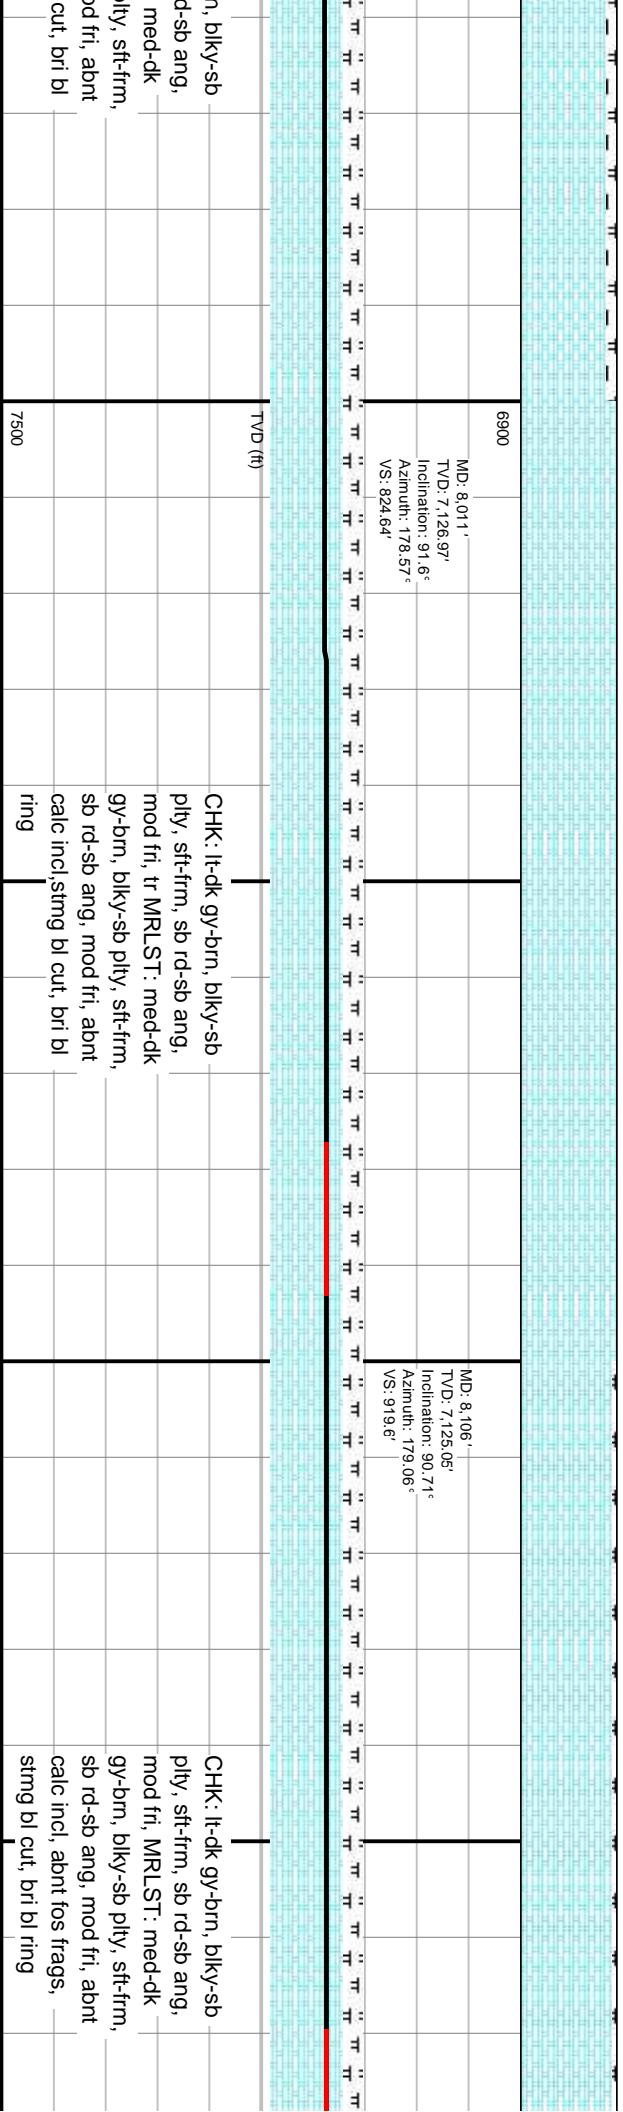 blky-sb
ang,
med-dk
sft-frm,
fri, abnt
cut, bri bl
6900
TVD (ft)
7500
MD: 8,011'
TVD: 7,126.97'
Inclination: 91.6°
Azimuth: 178.57°
VS: 824.64'
CHK: lt-dk gy-brn, blky-sb
plty, sft-frm, sb rd-sb ang,
mod fri, tr MRLST: med-dk
gy-brn, blky-sb plty, sft-frm,
sb rd-sb ang, mod fri, abnt
calc incl,stmg bl cut, bri bl
ring
MD: 8,106'
TVD: 7,125.05'
Inclination: 90.71°
Azimuth: 179.06°
VS: 919.6'
CHK: lt-dk gy-brn, blky-sb
plty, sft-frm, sb rd-sb ang,
mod fri, MRLST: med-dk
gy-brn, blky-sb plty, sft-frm,
sb rd-sb ang, mod fri, abnt
calc incl, abnt fos frags,
stmg bl cut, bri bl ring